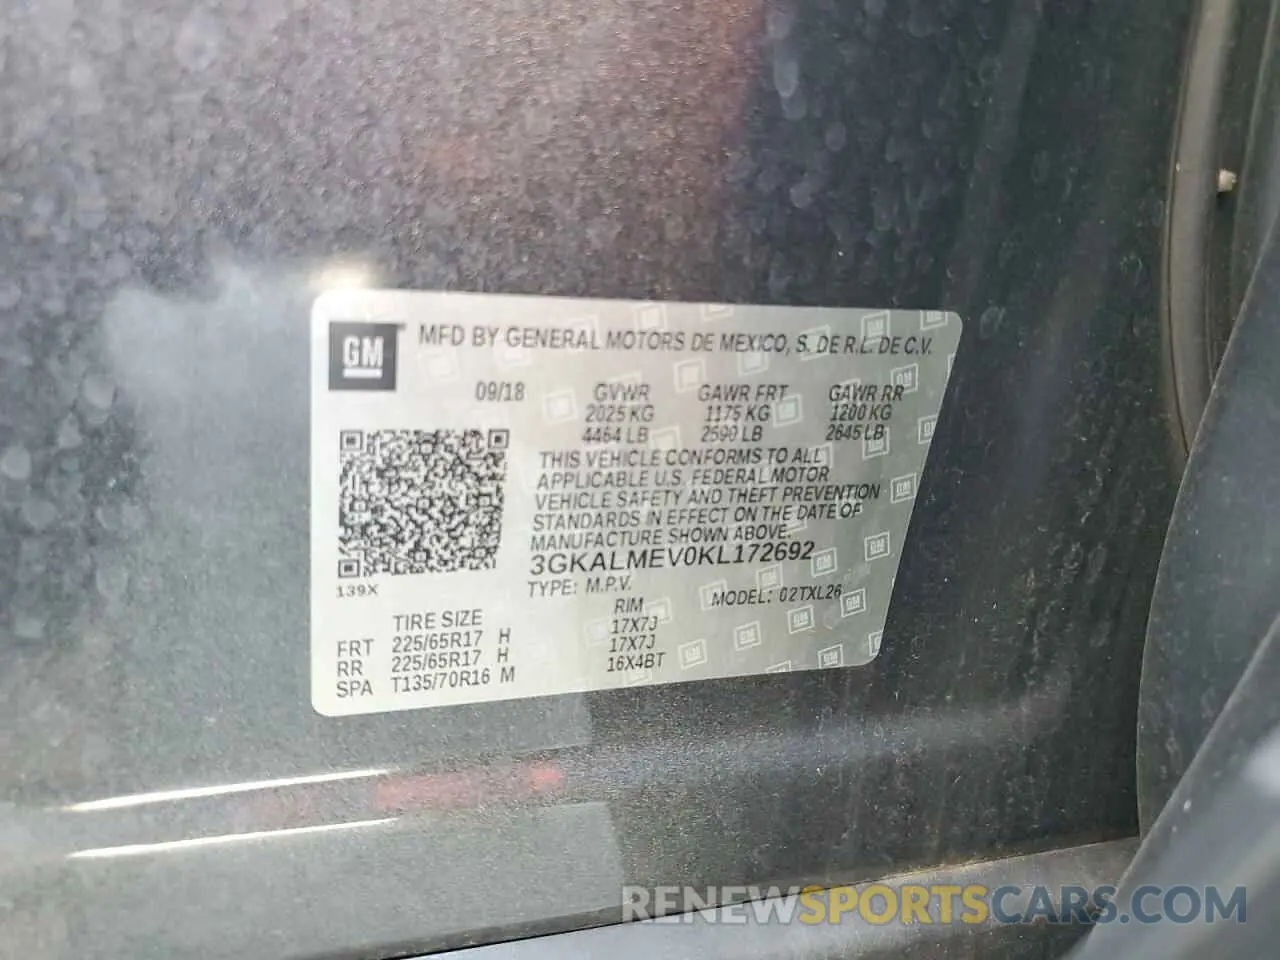 GM MFD BY GENERAL MOTORS DE MEXICO, S. DE R.L. DE C.V.
09/18 GVWR GAWR FRT GAWR RR
2025 KG 1175 KG 1200 KG
4464 LB 2590 LB 2645 LB
THIS VEHICLE CONFORMS TO ALL
APPLICABLE U.S. FEDERAL MOTOR
VEHICLE SAFETY AND THEFT PREVENTION
STANDARDS IN EFFECT ON THE DATE OF
MANUFACTURE SHOWN ABOVE.
3GKALMEV0KL172692
139X TYPE: M.P.V. MODEL: 02TXL26
TIRE SIZE RIM
FRT 225/65R17 H 17X7J
RR 225/65R17 H 17X7J
SPA T135/70R16 M 16X4BT
RENEWSPORTSCARS.COM